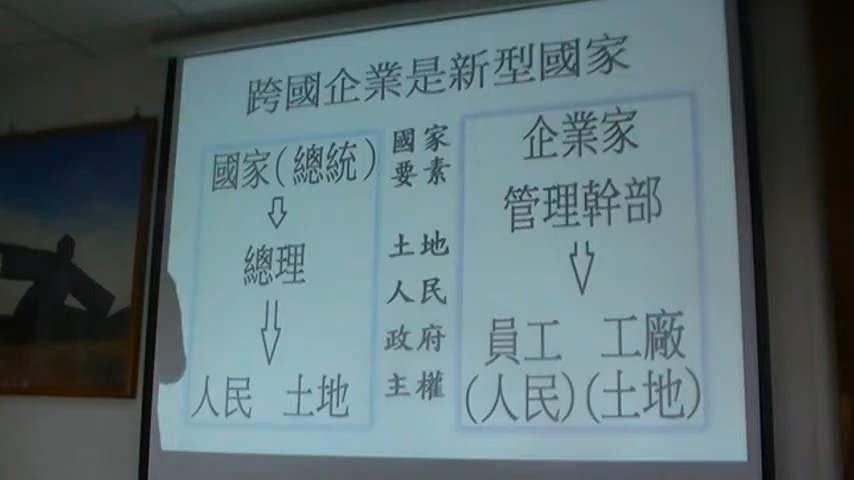 跨國企業是新型國家
國家(總統)
總理
人民 土地
國家
要素
土地
人民
政府
主權
企業家
管理幹部
員工 工廠
(人民)(土地)